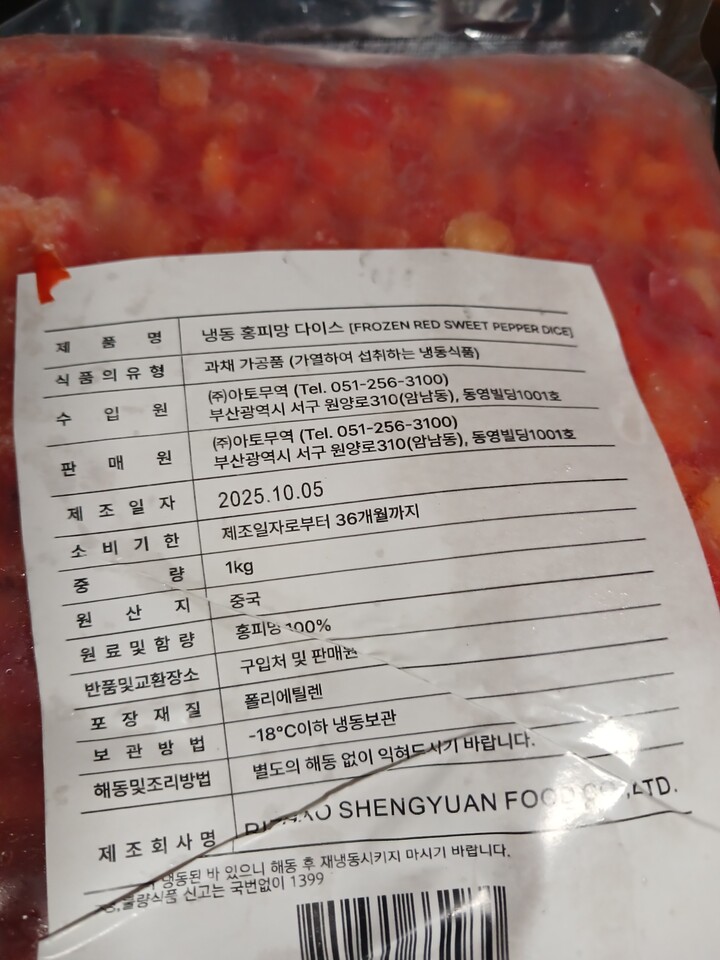 제 품 명 냉동 홍피망 다이스 [FROZEN RED SWEET PEPPER DICE]
식품의유형 과채 가공품 (가열하여 섭취하는 냉동식품)
수 입 원 (주)아토무역 (Tel. 051-256-3100)
부산광역시 서구 원양로310(암남동), 동영빌딩1001호
판 매 원 (주)아토무역 (Tel. 051-256-3100)
부산광역시 서구 원양로310(암남동), 동영빌딩1001호
제조일자 2025.10.05
소비기한 제조일자로부터 36개월까지
중 량 1kg
원 산 지 중국
원료및함량 홍피망 100%
반품및교환장소 구입처 및 판매원
포장재질 폴리에틸렌
보관방법 -18°C이하 냉동보관
해동및조리방법 별도의 해동 없이 익혀드시기 바랍니다.
제조회사명 SHENGYUAN FOOD CO.,LTD.
냉동된 바 있으니 해동 후 재냉동시키지 마시기 바랍니다.
불량식품 신고는 국번없이 1399